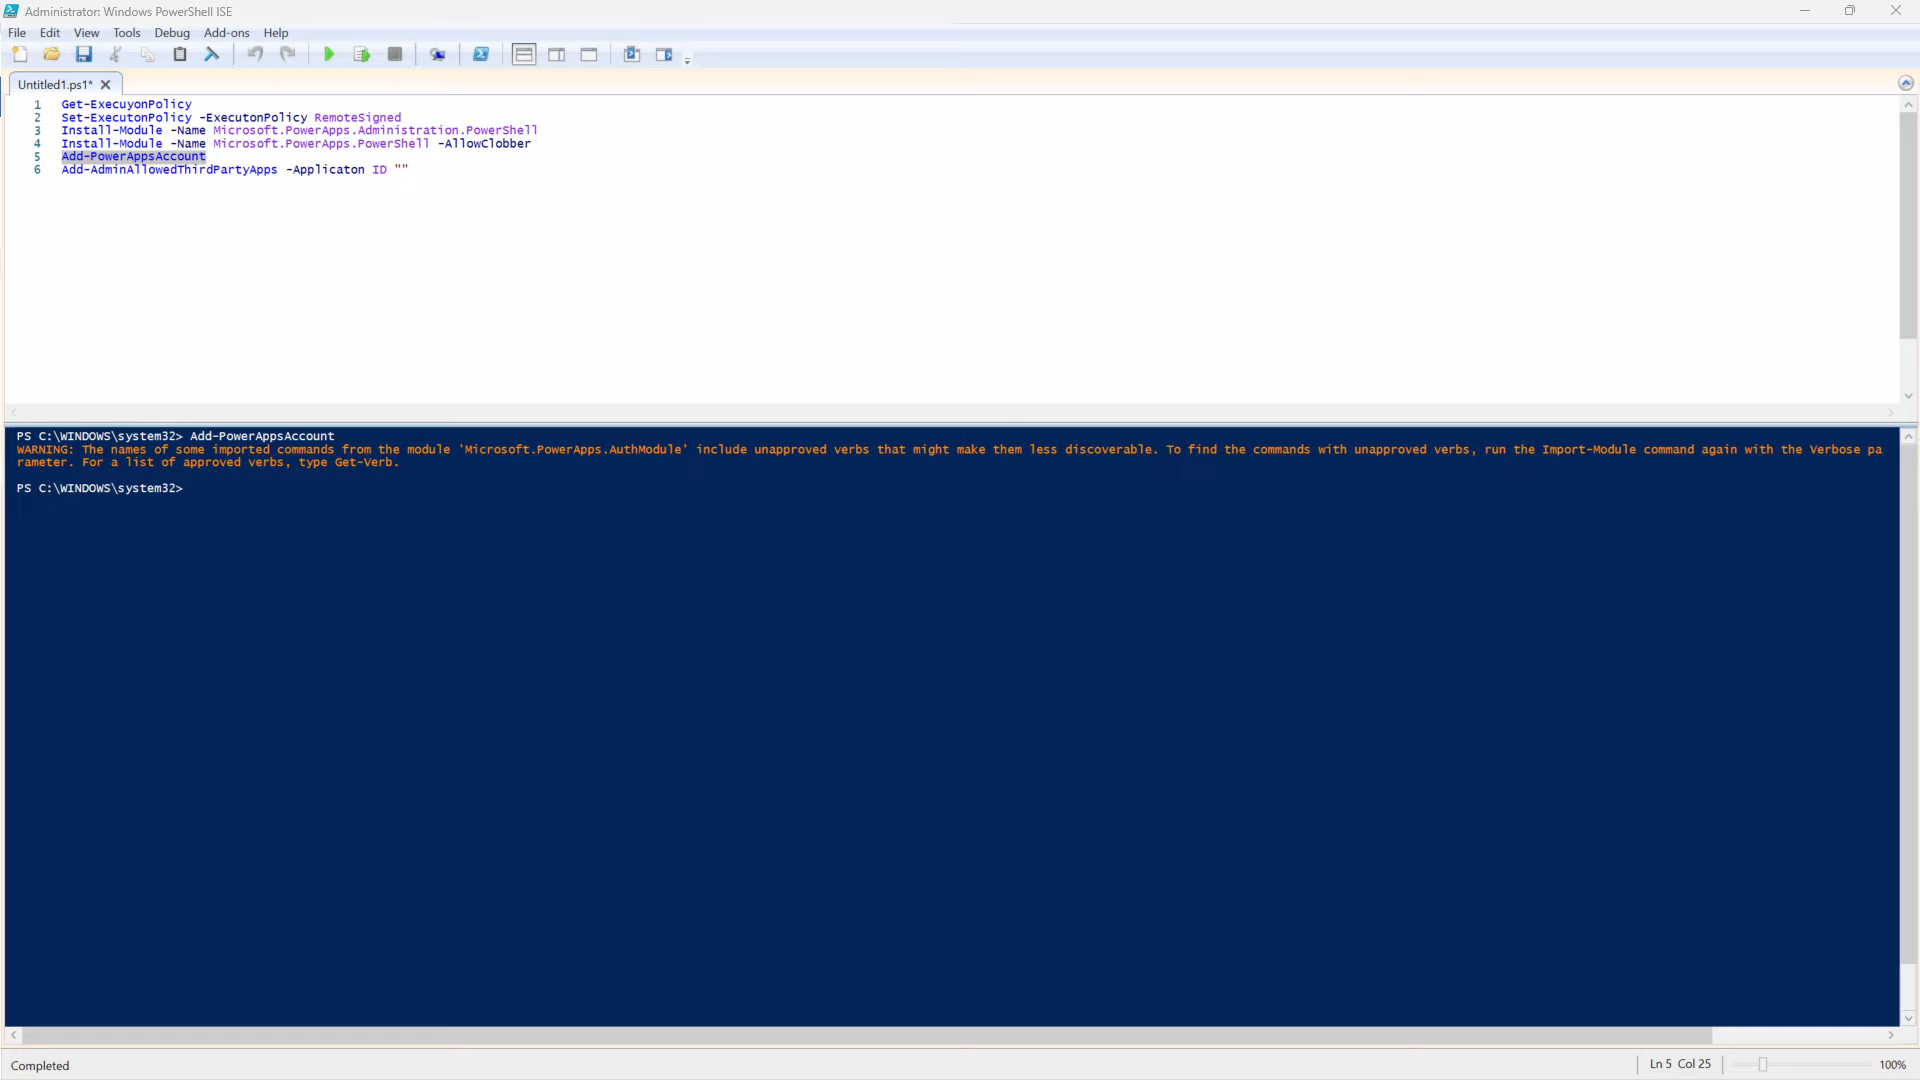 Administrator: Windows PowerShell ISE
File Edit View Tools Debug Add-ons Help
Untitled1.ps1*
1 Get-ExecuyonPolicy
2 Set-ExecutonPolicy -ExecutonPolicy RemoteSigned
3 Install-Module -Name Microsoft.PowerApps.Administration.PowerShell
4 Install-Module -Name Microsoft.PowerApps.PowerShell -AllowClobber
5 Add-PowerAppsAccount
6 Add-AdminAllowedThirdPartyApps -Applicaton ID ""
PS C:\WINDOWS\system32> Add-PowerAppsAccount
WARNING: The names of some imported commands from the module 'Microsoft.PowerApps.AuthModule' include unapproved verbs that might make them less discoverable. To find the commands with unapproved verbs, run the Import-Module command again with the Verbose pa
rameter. For a list of approved verbs, type Get-Verb.
PS C:\WINDOWS\system32>
Completed Ln 5 Col 25 100%